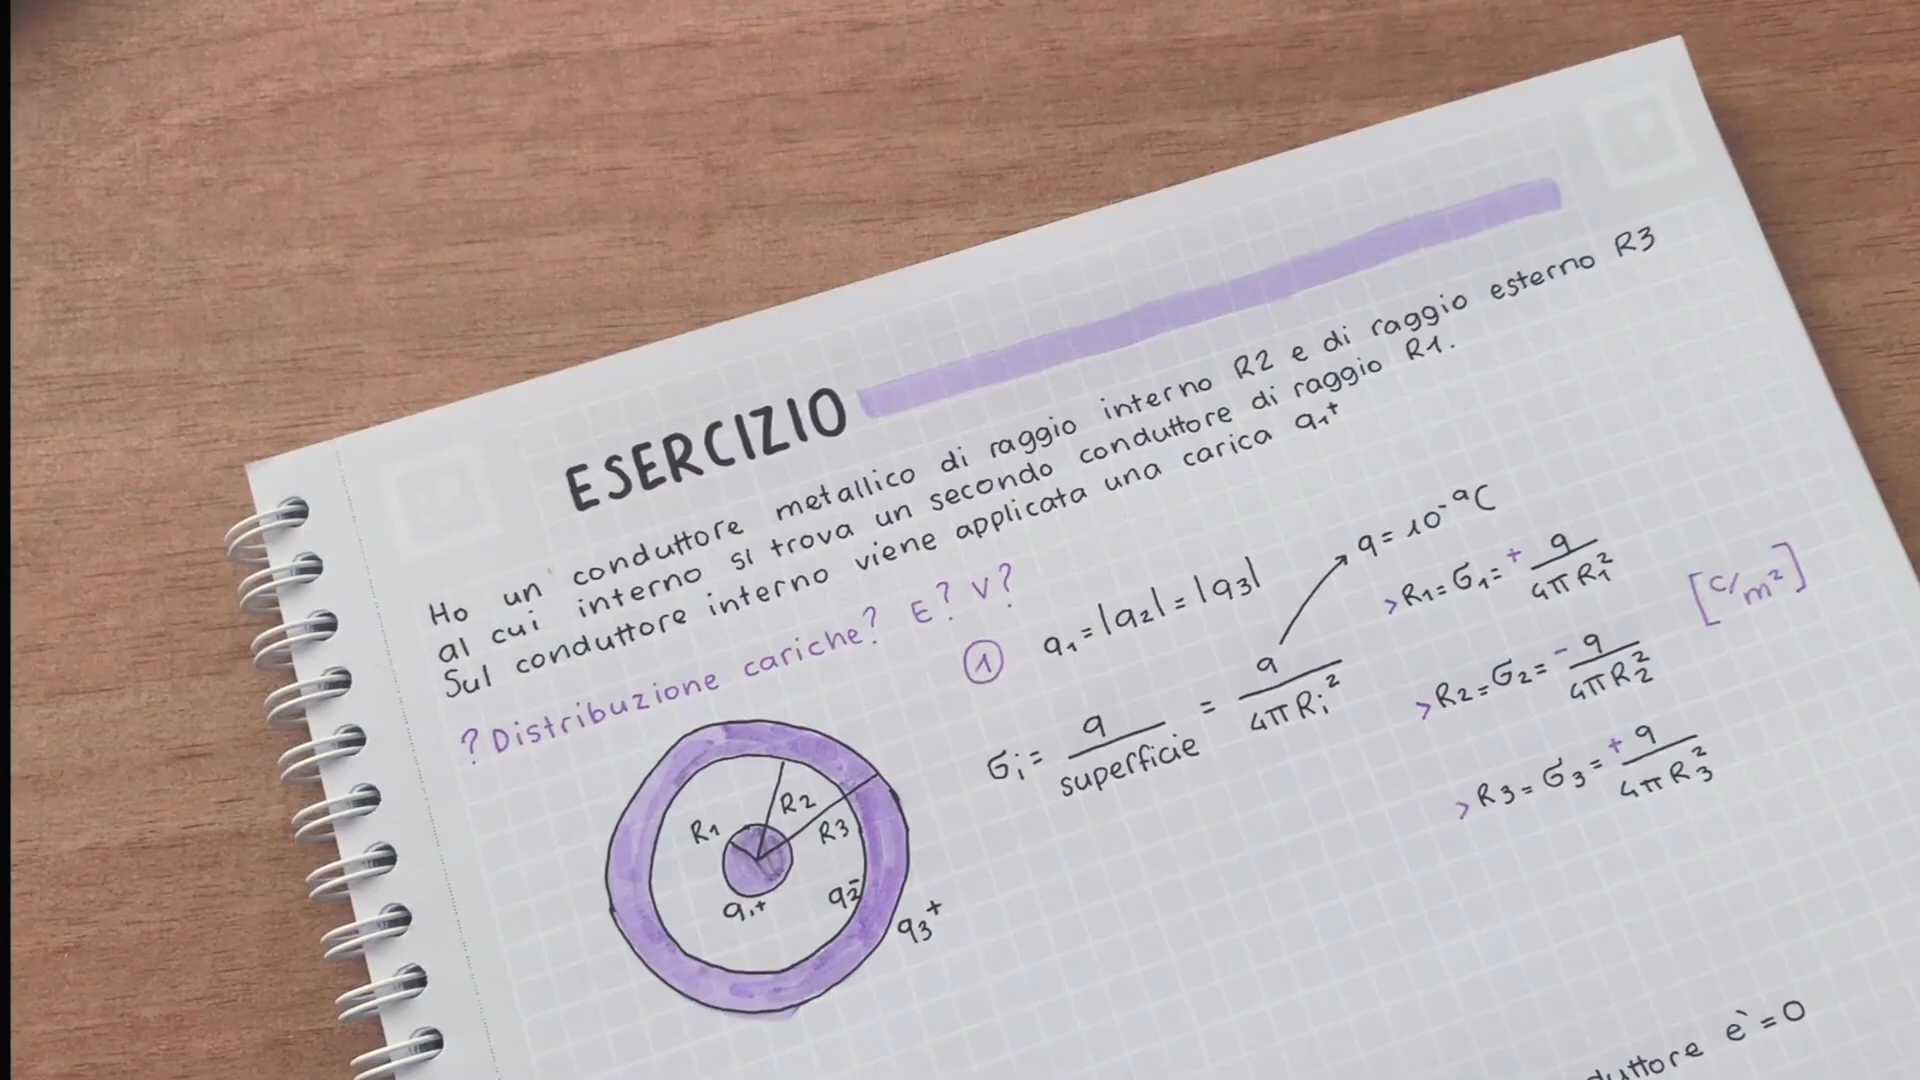 ESERCIZIO
Ho un conduttore metallico di raggio interno R2 e di raggio esterno R3
al cui interno si trova un secondo conduttore di raggio R1.
Sul conduttore interno viene applicata una carica q₁⁺
? Distribuzione cariche? E? V?
① q₁ = |q₂| = |q₃|
q = 10⁻⁹C
σᵢ = q / superficie = q / 4πRᵢ²
> R₁ = σ₁ = + q / 4πR₁²
[C/m²]
> R₂ = σ₂ = - q / 4πR₂²
> R₃ = σ₃ = + q / 4πR₃²
R1
R2
R3
q₁+
q₂⁻
q₃⁺
è = 0